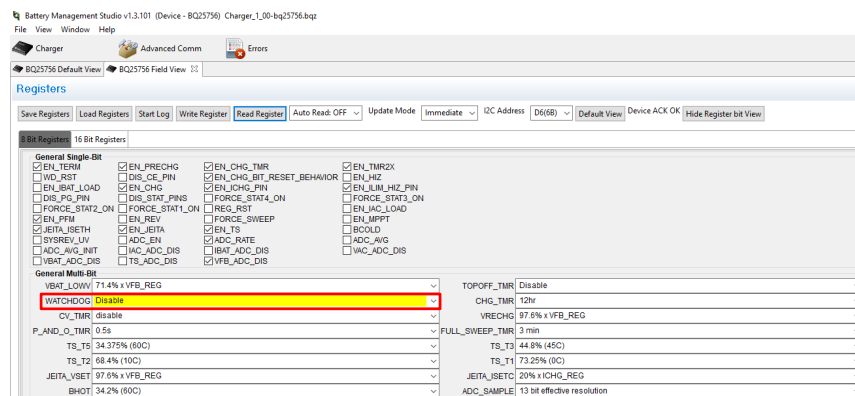 Battery Management Studio v1.3.101 (Device - BQ25756) Charger_1_00-bq25756.bqz
File View Window Help
Charger Advanced Comm Errors
BQ25756 Default View BQ25756 Field View
Registers
Save Registers Load Registers Start Log Write Register Read Register Auto Read: OFF Update Mode Immediate I2C Address D6(6B) Default View Device ACK OK Hide Register bit View
8 Bit Registers 16 Bit Registers
General Single-Bit
EN_TERM EN_PRECHG EN_CHG_TMR EN_TMR2X
WD_RST DIS_CE_PIN EN_CHG_BIT_RESET_BEHAVIOR EN_HIZ
EN_IBAT_LOAD EN_CHG EN_ICHG_PIN EN_ILIM_HIZ_PIN
DIS_PG_PIN DIS_STAT_PINS FORCE_STAT4_ON FORCE_STAT3_ON
FORCE_STAT2_ON FORCE_STAT1_ON REG_RST EN_IAC_LOAD
EN_PFM EN_REV FORCE_SWEEP EN_MPPT
JEITA_ISETH EN_JEITA EN_TS BCOLD
SYSREV_UV ADC_EN ADC_RATE ADC_AVG
ADC_AVG_INIT IAC_ADC_DIS IBAT_ADC_DIS VAC_ADC_DIS
VBAT_ADC_DIS TS_ADC_DIS VFB_ADC_DIS
General Multi-Bit
VBAT_LOWV 71.4% x VFB_REG TOPOFF_TMR Disable
WATCHDOG Disable CHG_TMR 12hr
CV_TMR disable VRECHG 97.6% x VFB_REG
P_AND_O_TMR 0.5s FULL_SWEEP_TMR 3 min
TS_T5 34.375% (60C) TS_T3 44.8% (45C)
TS_T2 68.4% (10C) TS_T1 73.25% (0C)
JEITA_VSET 97.6% x VFB_REG JEITA_ISETC 20% x ICHG_REG
BHOT 34.2% (60C) ADC_SAMPLE 13 bit effective resolution